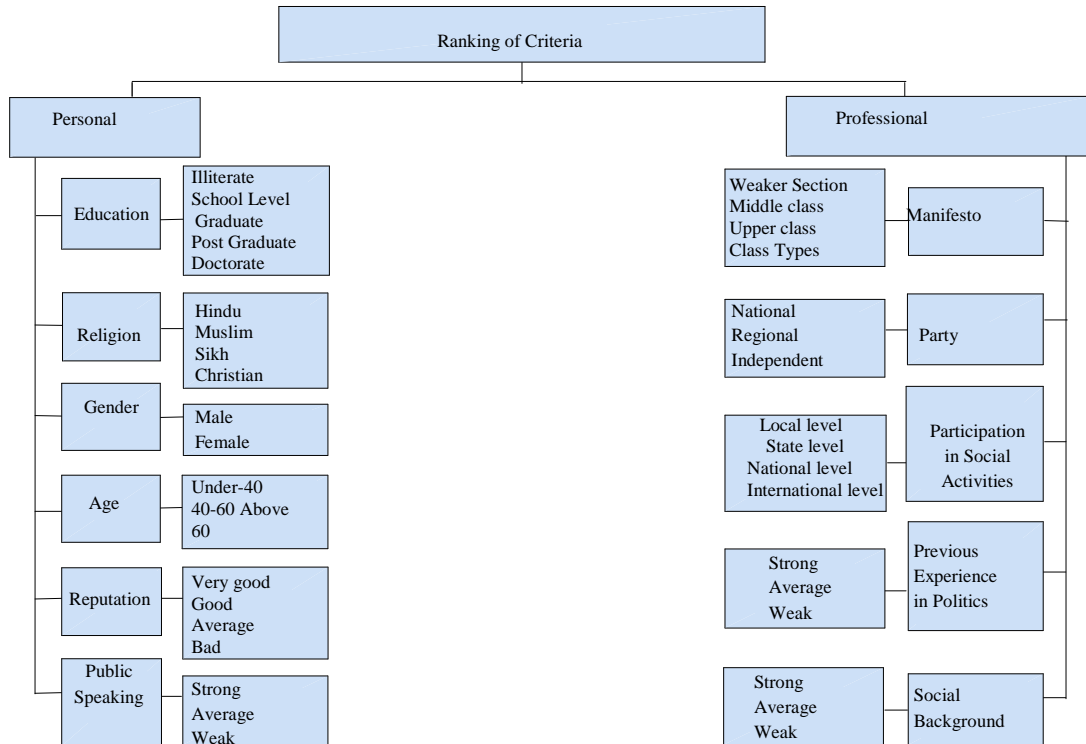 Ranking of Criteria
Personal
Education
Illiterate
School Level
Graduate
Post Graduate
Doctorate
Religion
Hindu
Muslim
Sikh
Christian
Gender
Male
Female
Age
Under-40
40-60 Above
60
Reputation
Very good
Good
Average
Bad
Public
Speaking
Strong
Average
Weak
Professional
Weaker Section
Middle class
Upper class
Class Types
Manifesto
National
Regional
Independent
Party
Local level
State level
National level
International level
Participation
in Social
Activities
Strong
Average
Weak
Previous
Experience
in Politics
Strong
Average
Weak
Social
Background